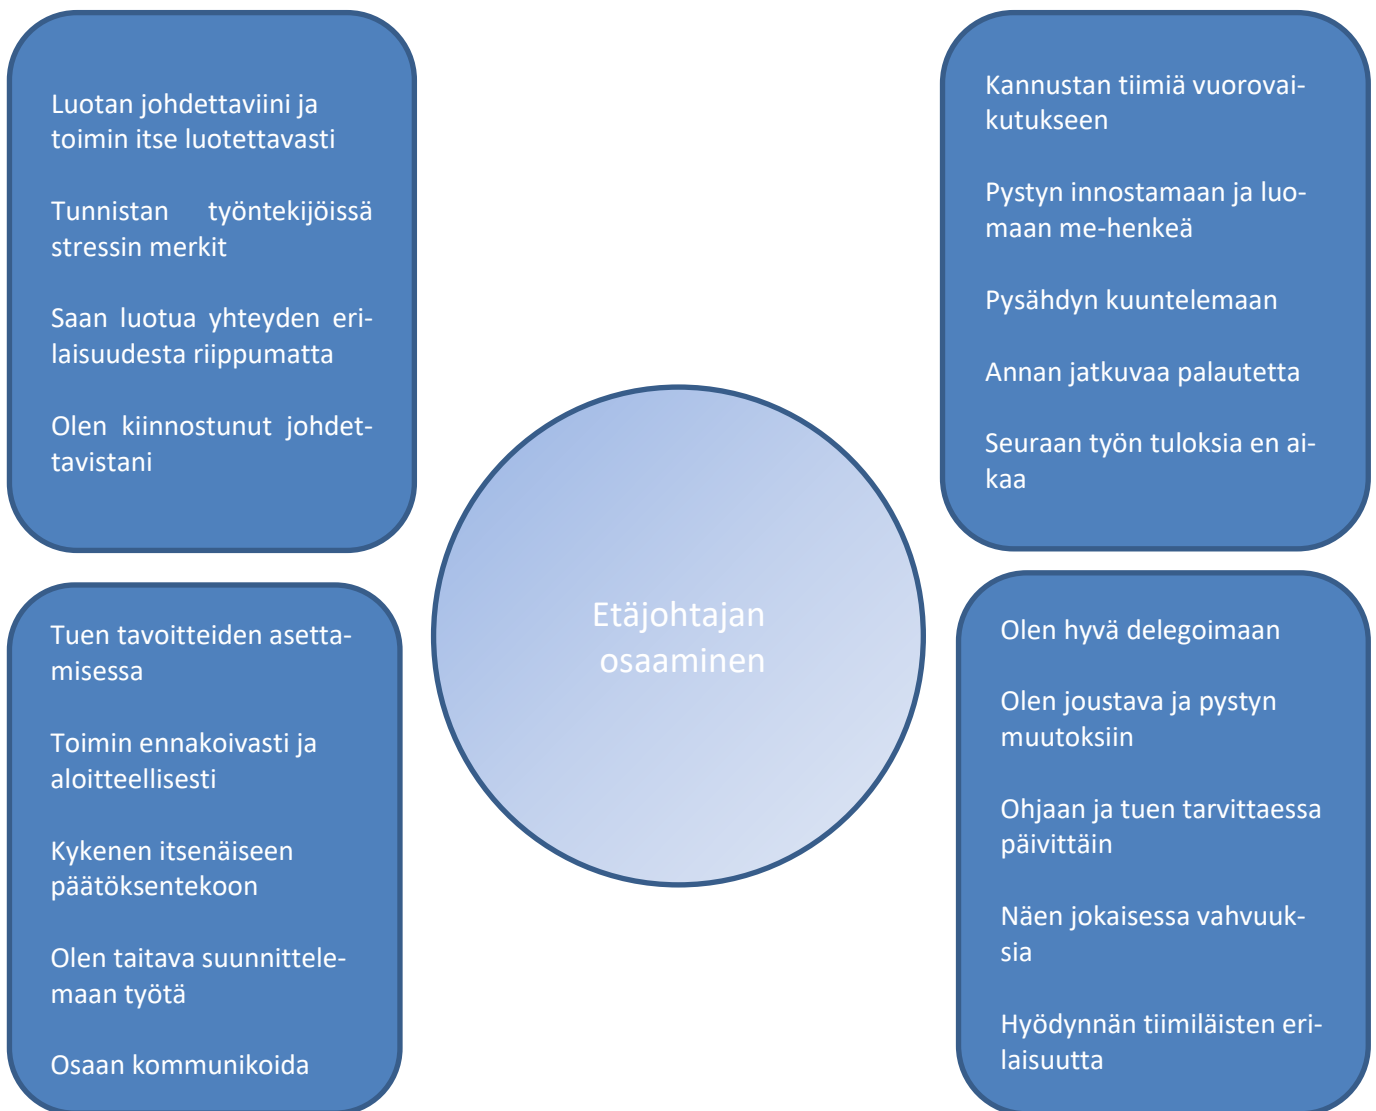 Luotan johdettaviini ja
toimin itse luotettavasti
Tunnistan työntekijöissä
stressin merkit
Saan luotua yhteyden eri-
laisuudesta riippumatta
Olen kiinnostunut johdet-
tavistani
Kannustan tiimiä vuorovai-
kutukseen
Pystyn innostamaan ja luo-
maan me-henkeä
Pysähdyn kuuntelemaan
Annan jatkuvaa palautetta
Seuraan työn tuloksia en ai-
kaa
Etäjohtajan
osaaminen
Tuen tavoitteiden asetta-
misessa
Toimin ennakoivasti ja
aloitteellisesti
Kykenen itsenäiseen
päätöksentekoon
Olen taitava suunnittele-
maan työtä
Osaan kommunikoida
Olen hyvä delegoimaan
Olen joustava ja pystyn
muutoksiin
Ohjaan ja tuen tarvittaessa
päivittäin
Näen jokaisessa vahvuuk-
sia
Hyödynnän tiimiläisten eri-
laisuutta